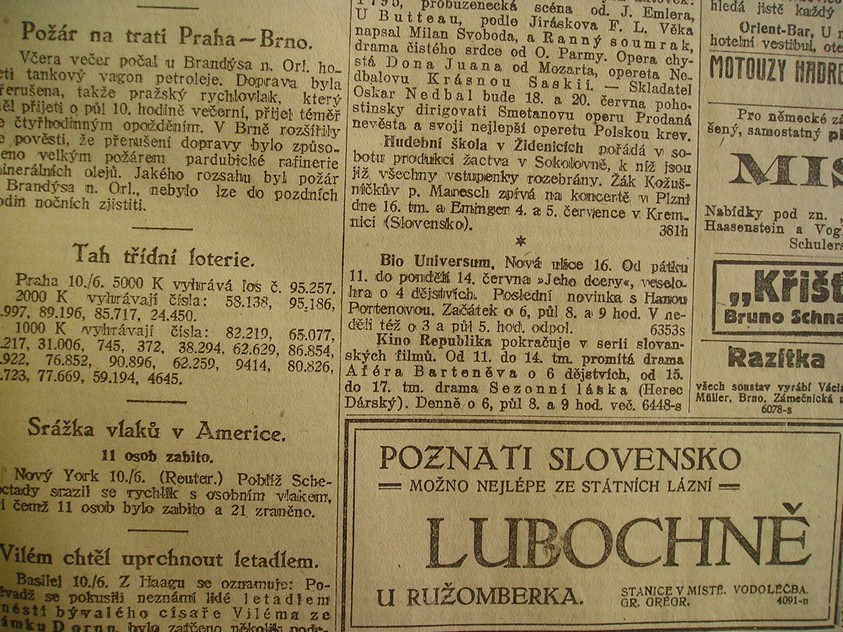 Požár na trati Praha—Brno.
Včera večer počal u Brandýsa n. Orl. ho-
tankový vagon petroleje. Doprava byla
takže pražský rychlovlak, který
přijeti o půl 10. hodině večerní, přijel téměř
čtyřhodinným opožděním. V Brně rozšířily
pověsti, že přerušení dopravy bylo způso-
velkým požárem pardubické rafinerie
olejů. Jakého rozsahu byl požár
Brandýsa n. Orl., nebylo lze do pozdních
nočních zjistiti.
Tah třídní loterie.
Praha 10./6. 5000 K vyhrává los č. 95.257.
2000 K vyhrávají čísla: 58.138, 95.186,
.997, 89.196, 85.717, 24.450.
1000 K vyhrávají čísla: 82.219, 65.077,
.217, 31.006, 745, 372, 38.294, 62.629, 86.854,
.922, 76.852, 90.896, 62.259, 9414, 80.826,
.723, 77.669, 59.194, 4645.
Srážka vlaků v Americe.
11 osob zabito.
Nový York 10./6. (Reuter.) Poblíž Sche-
ctady srazil se rychlík s osobním vlakem,
při čemž 11 osob bylo zabito a 21 zraněno.
Vilém chtěl uprchnout letadlem.
Basilej 10./6. Z Haagu se oznamuje: Po-
se pokusili neznámí lidé letadlem
bývalého císaře Viléma ze
Dorna, bylo zatčeno několik
probuzenecká scéna od J. Emlera,
U Butteau, podle Jiráskova F. L. Věka
napsal Milan Svoboda, a Ranný soumrak,
drama čistého srdce od O. Parmy. Opera chy-
stá Dona Juana od Mozarta, opereta Ne-
dbalovu Krásnou Saskii. — Skladatel
Oskar Nedbal bude 18. a 20. června poho-
stinsky dirigovati Smetanovu operu Prodaná
nevěsta a svoji nejlepší operetu Polskou krev.
Hudební škola v Židenicích pořádá v so-
botu produkci žactva v Sokolovně, k níž jsou
již všechny vstupenky rozebrány. Žák Kožuš-
níčkův p. Manesch zpívá na koncertě v Plzni
dne 16. tm. a Eminger 4. a 5. července v Krem-
nici (Slovensko). 381h
*
Bio Universum, Nová ulice 16. Od pátku
11. do pondělí 14. června »Jeho dcery«, veselo-
hra o 4 dějstvích. Poslední novinka s Hanou
Portenovou. Začátek o 6, půl 8. a 9. hod. V ne-
děli též o 3 a půl 5. hod. odpol. 6353s
Kino Republika pokračuje v serii slovan-
ských filmů. Od 11. do 14. tm. promítá drama
Aféra Barteněva o 6 dějstvích, od 15.
do 17. tm. drama Sezonní láska (Herec
Dárský). Denně o 6, půl 8. a 9. hod. več. 6448-s
hledá jistě každý
Orient-Bar, U
hotelní vestibul,
MOTOUZY HADRE
Pro německé
šený, samostatný
MIS
Nabídky pod zn. „
Haasenstein a Vog
Schulers
„Křišť
Bruno Schna
Razítka
všech soustav vyrábí
Müller, Brno, Zámečnická
6078-s
POZNATI SLOVENSKO
MOŽNO NEJLÉPE ZE STÁTNÍCH LÁZNÍ
LUBOCHNĚ
U RUŽOMBERKA.
STANICE V MÍSTĚ. VODOLÉČBA.
GR. GREGR. 4091-n